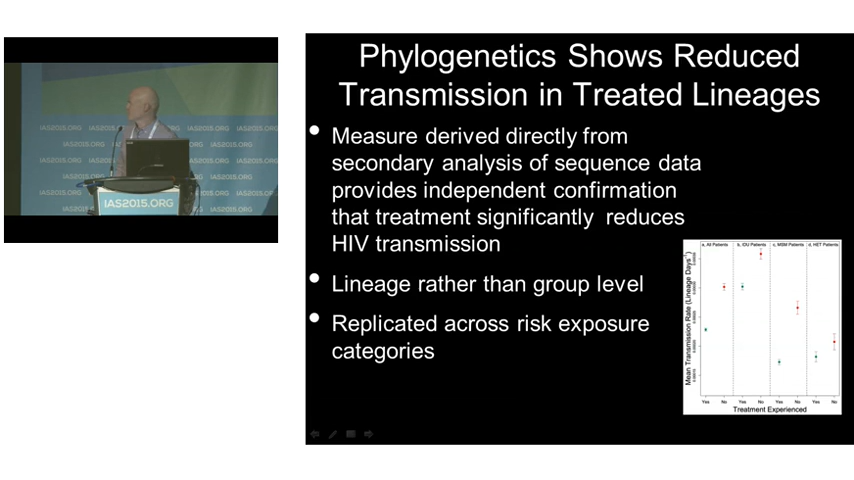 IAS2015.ORG
Phylogenetics Shows Reduced
Transmission in Treated Lineages
• Measure derived directly from
secondary analysis of sequence data
provides independent confirmation
that treatment significantly reduces
HIV transmission
• Lineage rather than group level
• Replicated across risk exposure
categories
a, All Patients b, IDU Patients c, MSM Patients d, HET Patients
Mean Transmission Rate (Lineage Days⁻¹)
Yes No Yes No Yes No Yes No
Treatment Experienced